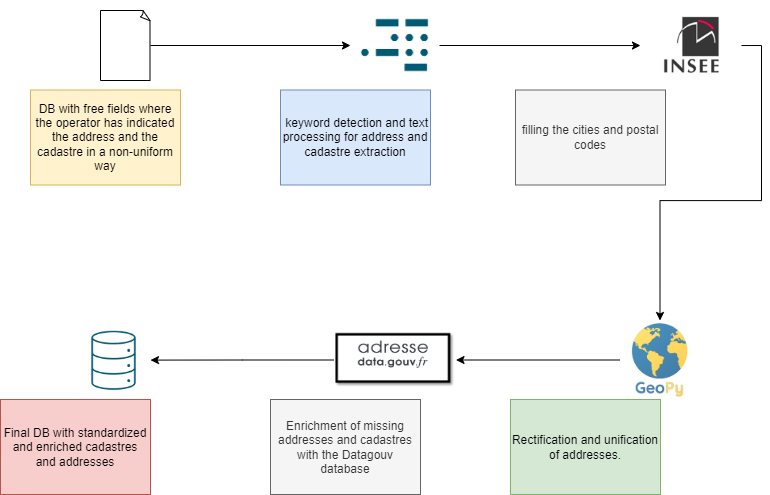 INSEE
DB with free fields where
the operator has indicated
the address and the
cadastre in a non-uniform
way
keyword detection and text
processing for address and
cadastre extraction
filling the cities and postal
codes
adresse
data.gouv.fr
GeoPy
Final DB with standardized
and enriched cadastres
and addresses
Enrichment of missing
addresses and cadastres
with the Datagouv
database
Rectification and unification
of addresses.